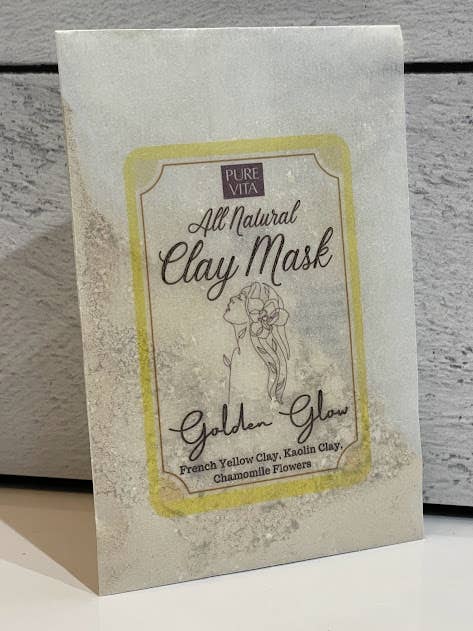 PURE
VITA
All Natural
Clay Mask
Golden Glow
French Yellow Clay, Kaolin Clay,
Chamomile Flowers